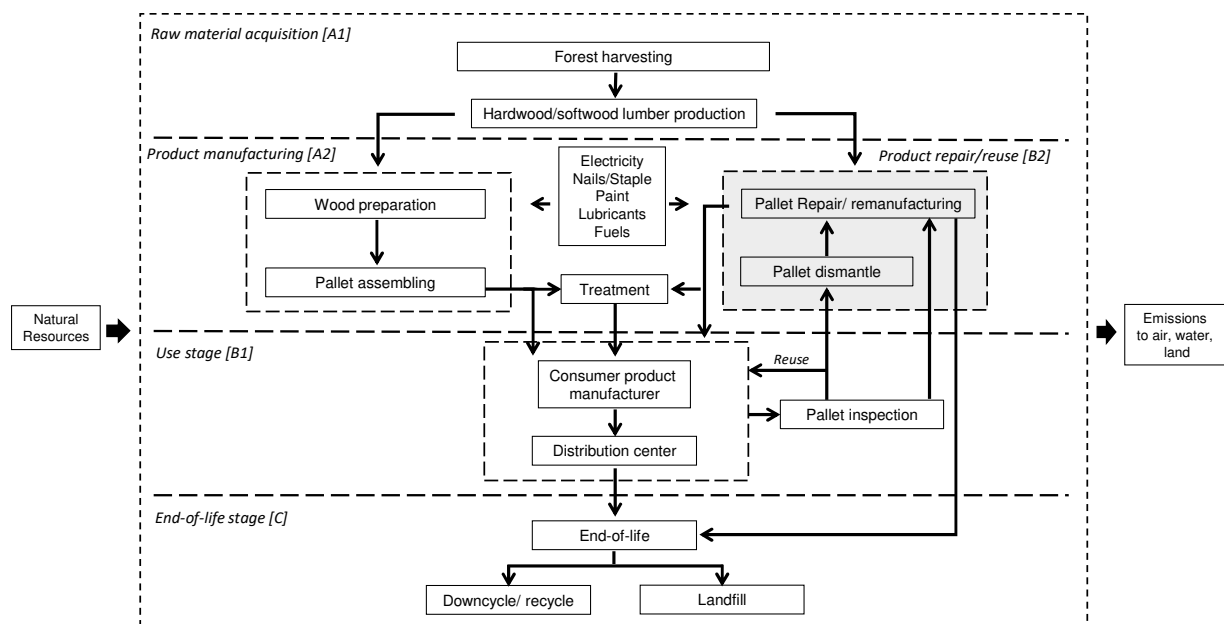 Raw material acquisition [A1]
Forest harvesting
Hardwood/softwood lumber production
Product manufacturing [A2]
Product repair/reuse [B2]
Electricity
Nails/Staple
Paint
Lubricants
Fuels
Wood preparation
Pallet Repair/ remanufacturing
Pallet dismantle
Pallet assembling
Treatment
Natural
Resources
Emissions
to air, water,
land
Use stage [B1]
Reuse
Consumer product
manufacturer
Pallet inspection
Distribution center
End-of-life stage [C]
End-of-life
Downcycle/ recycle
Landfill